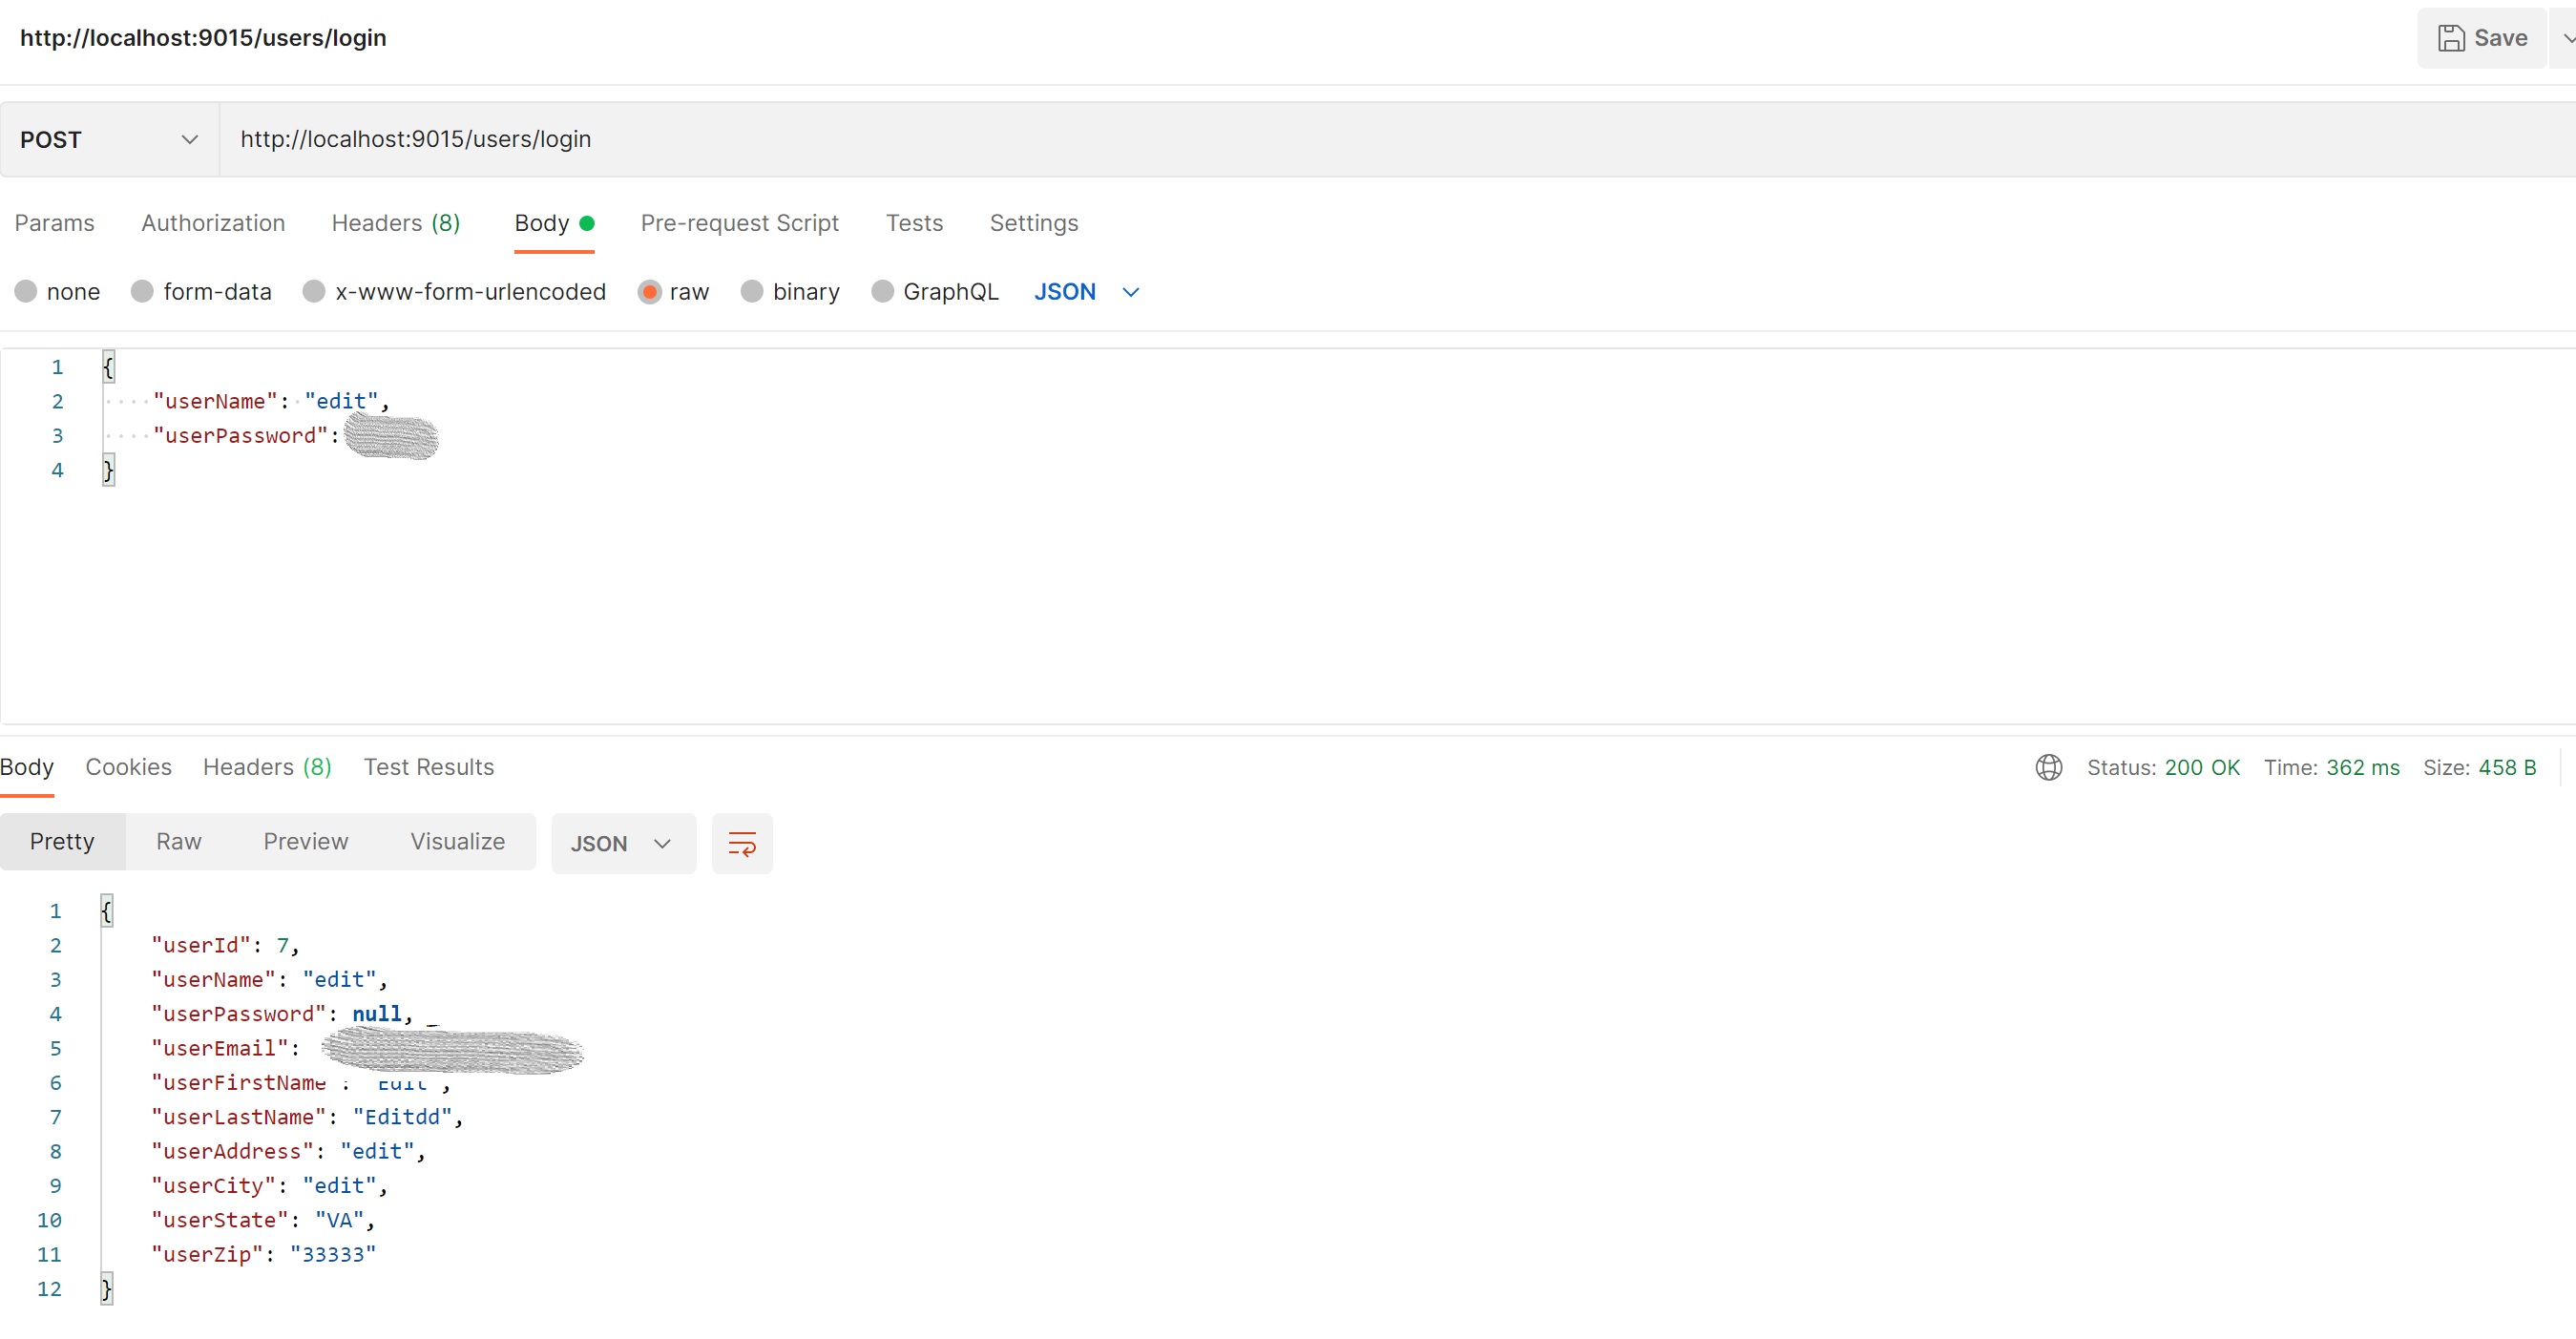 http://localhost:9015/users/login
Save
POST http://localhost:9015/users/login
Params Authorization Headers (8) Body Pre-request Script Tests Settings
none form-data x-www-form-urlencoded raw binary GraphQL JSON
1 {
2 "userName": "edit",
3 "userPassword":
4 }
Body Cookies Headers (8) Test Results Status: 200 OK Time: 362 ms Size: 458 B
Pretty Raw Preview Visualize JSON
1 {
2 "userId": 7,
3 "userName": "edit",
4 "userPassword": null,
5 "userEmail":
6 "userFirstName": "Edit",
7 "userLastName": "Editdd",
8 "userAddress": "edit",
9 "userCity": "edit",
10 "userState": "VA",
11 "userZip": "33333"
12 }